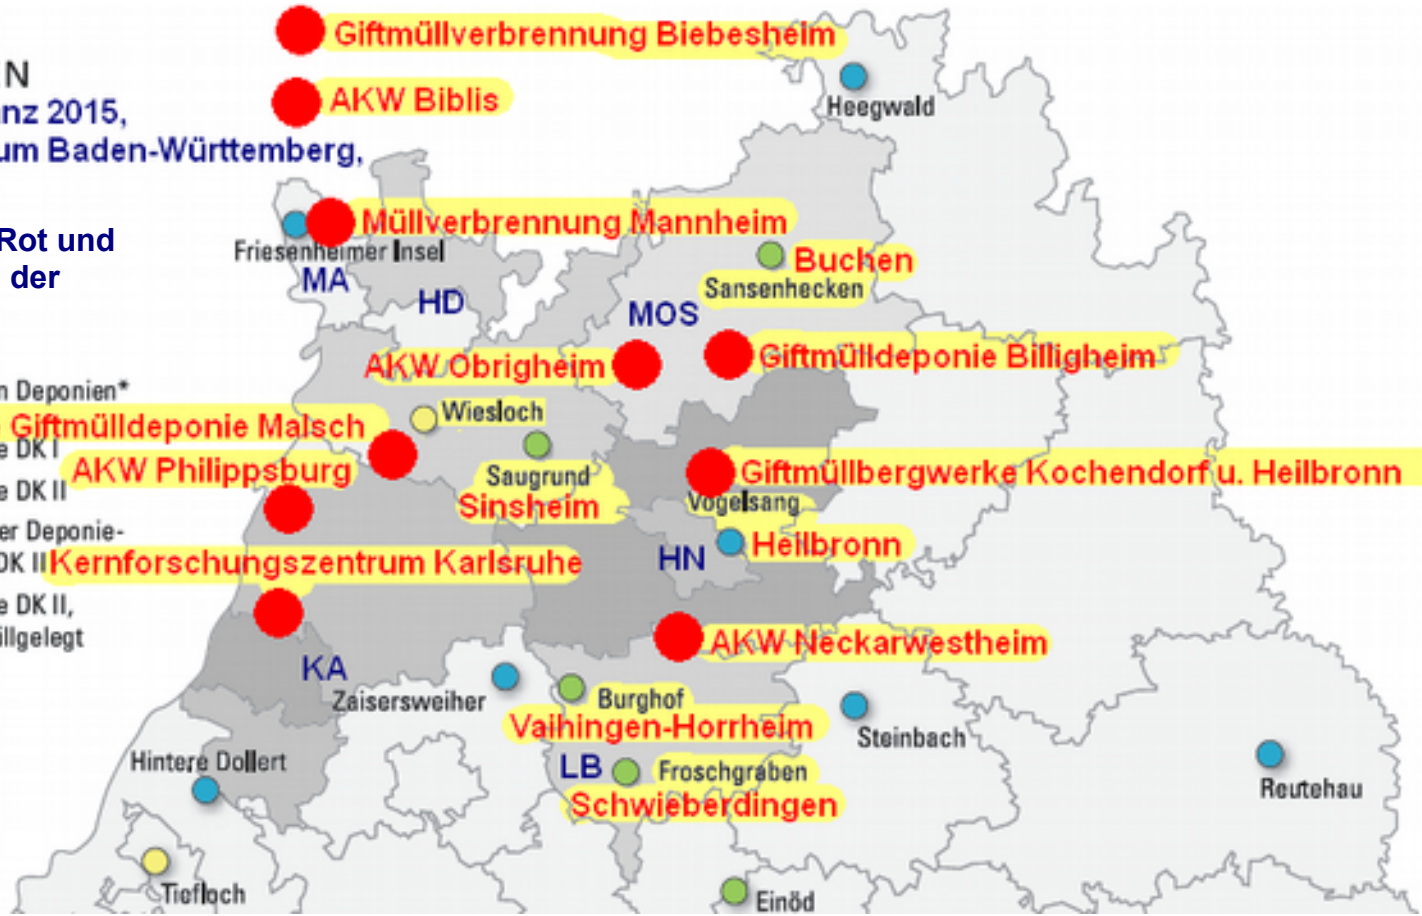 Giftmüllverbrennung Biebesheim
N
nz 2015,
AKW Biblis
Heegwald
um Baden-Württemberg,
Müllverbrennung Mannheim
Rot und
Friesenheimer Insel
der
MA
HD
Buchen
Sansenhecken
MOS
AKW Obrigheim
Giftmülldeponie Billigheim
n Deponien*
Wiesloch
Giftmülldeponie Malsch
e DK I
AKW Philippsburg
Saugrund
Giftmüllbergwerke Kochendorf u. Heilbronn
e DK II
Sinsheim
Vogelsang
er Deponie-
HN
Heilbronn
DK II
Kernforschungszentrum Karlsruhe
e DK II,
illgelegt
AKW Neckarwestheim
KA
Zaisersweiher
Burghof
Vaihingen-Horrheim
Steinbach
Hintere Dollert
LB
Froschgraben
Reutehau
Schwieberdingen
Tiefloch
Einöd